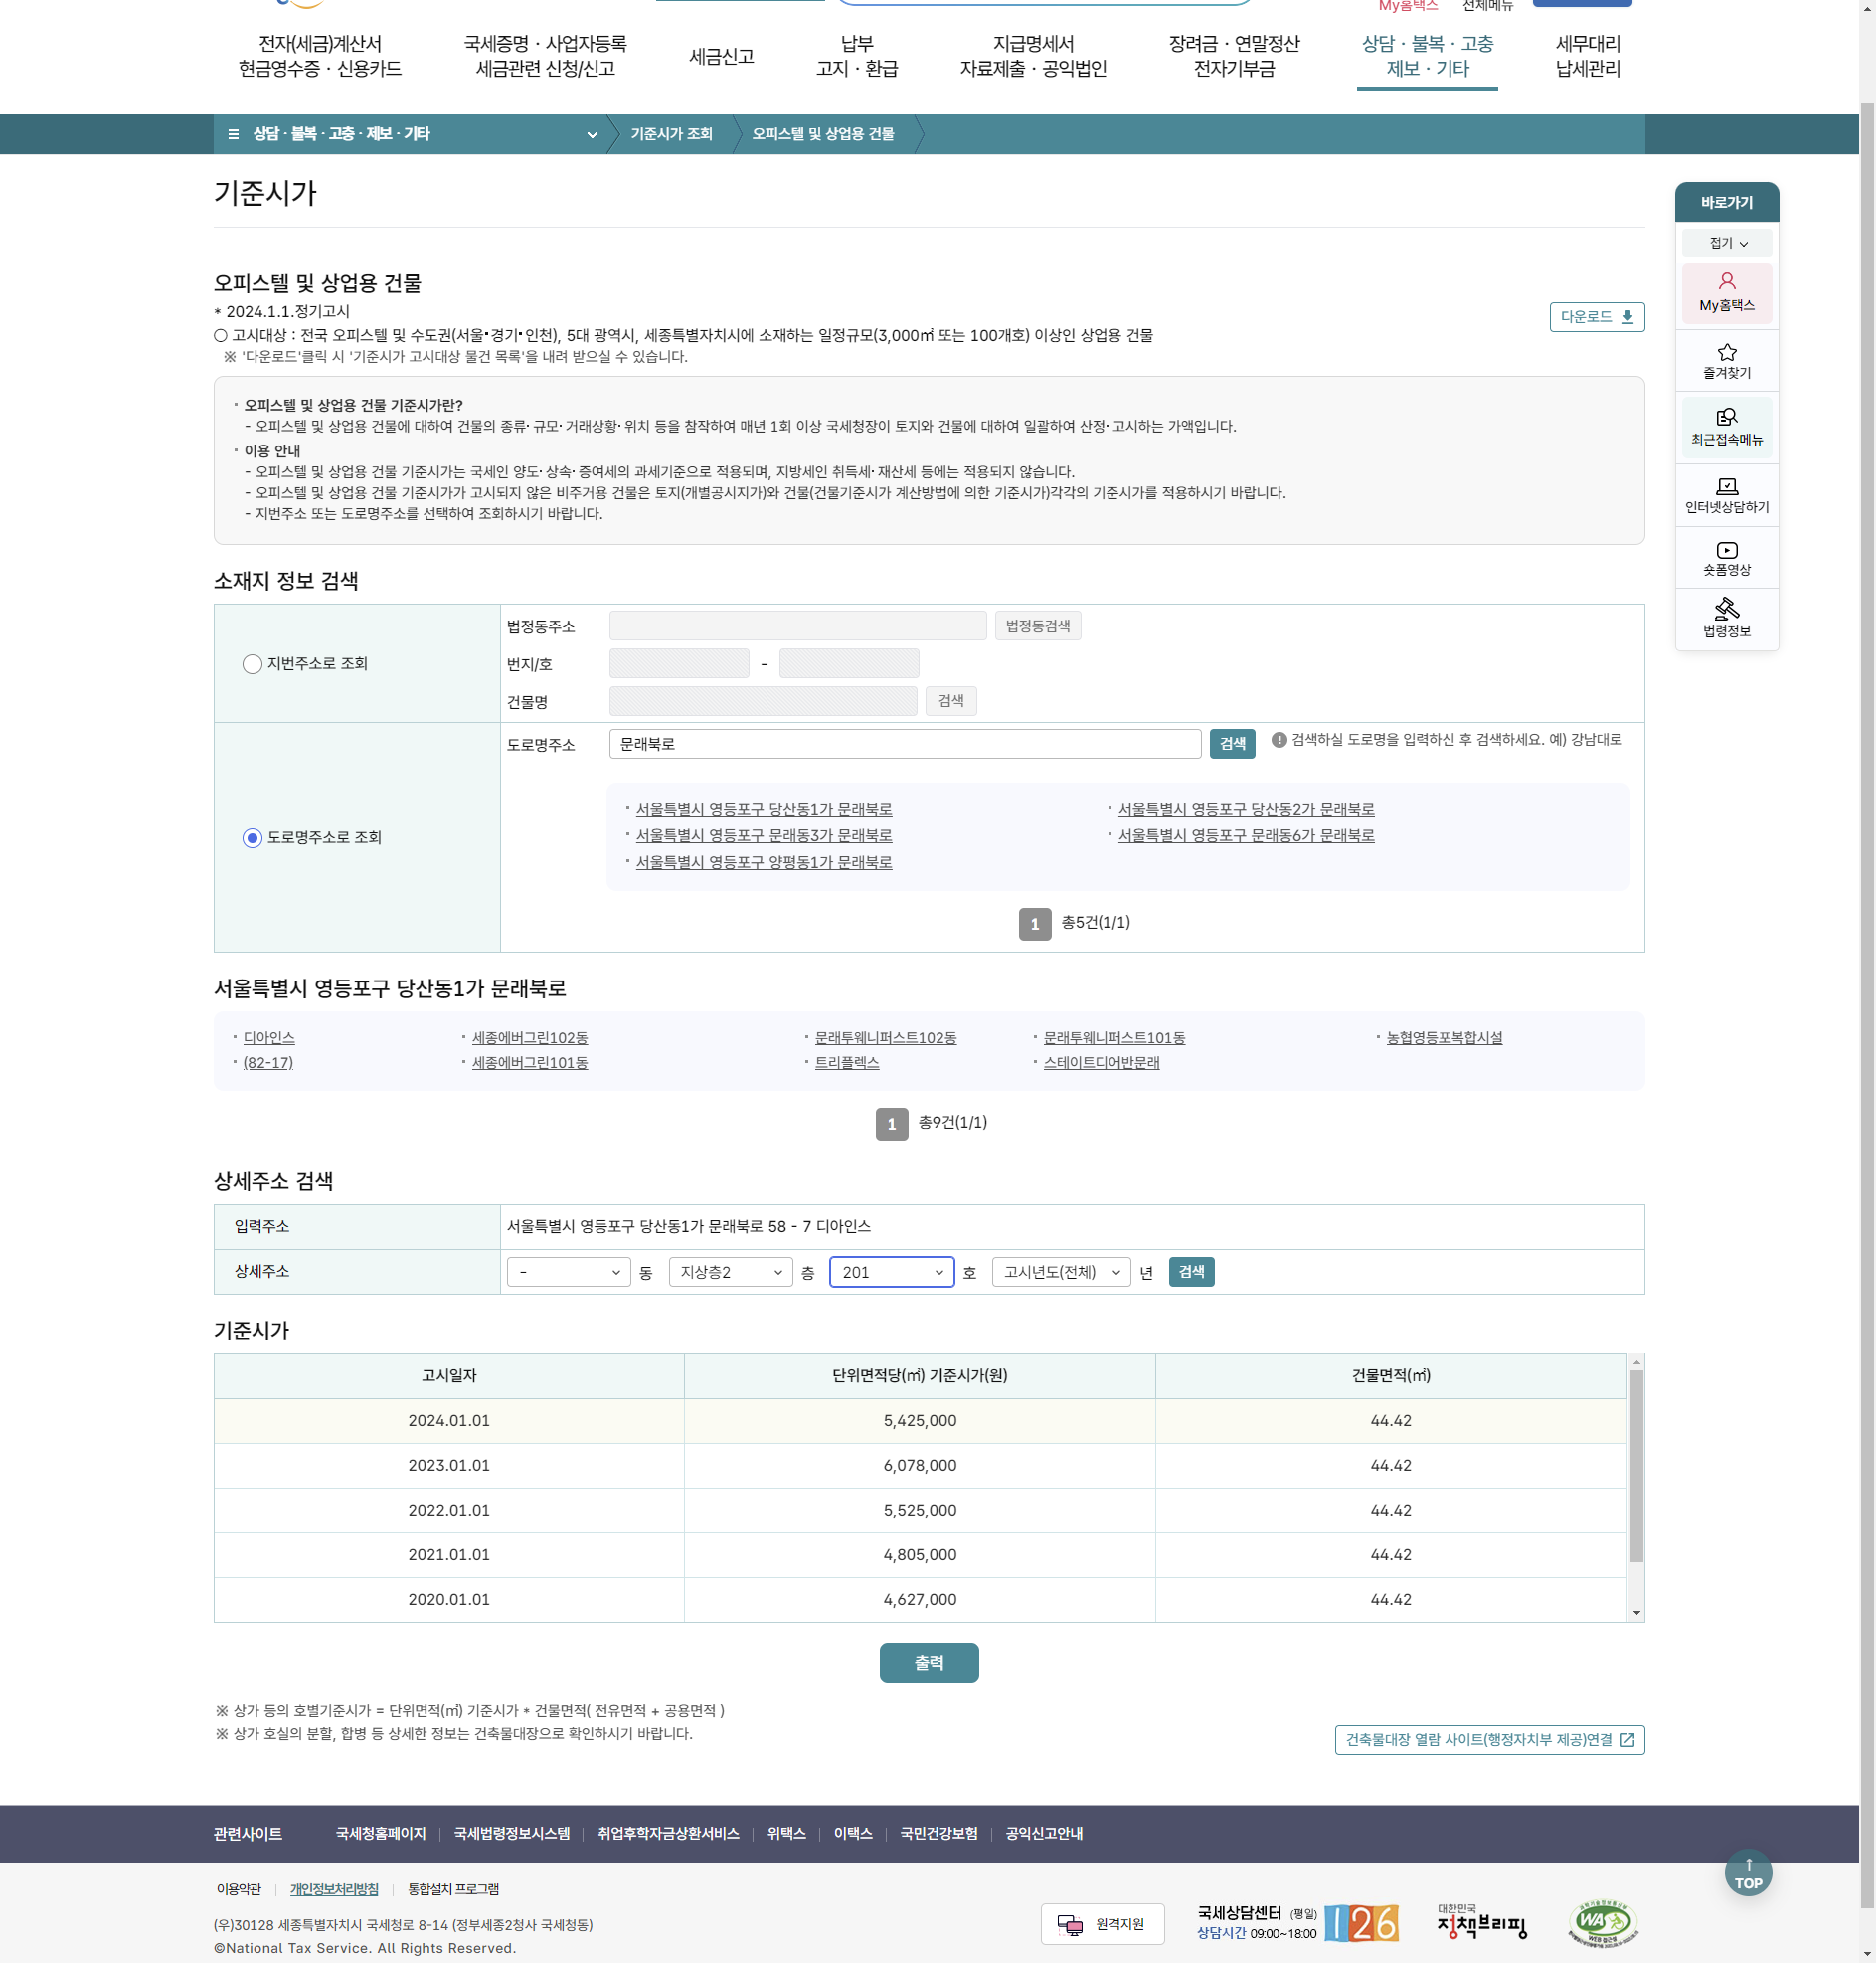 My홈택스 전체메뉴
전자(세금)계산서
현금영수증 · 신용카드
국세증명 · 사업자등록
세금관련 신청/신고
세금신고
납부
고지 · 환급
지급명세서
자료제출 · 공익법인
장려금 · 연말정산
전자기부금
상담 · 불복 · 고충
제보 · 기타
세무대리
납세관리
상담 · 불복 · 고충 · 제보 · 기타 기준시가 조회 오피스텔 및 상업용 건물
기준시가
바로가기
접기
My홈택스
즐겨찾기
최근접속메뉴
인터넷상담하기
숏폼영상
법령정보
오피스텔 및 상업용 건물
* 2024.1.1.정기고시
○ 고시대상 : 전국 오피스텔 및 수도권(서울·경기·인천), 5대 광역시, 세종특별자치시에 소재하는 일정규모(3,000㎡ 또는 100개호) 이상인 상업용 건물
※ '다운로드'클릭 시 '기준시가 고시대상 물건 목록'을 내려 받으실 수 있습니다.
다운로드
· 오피스텔 및 상업용 건물 기준시가란?
- 오피스텔 및 상업용 건물에 대하여 건물의 종류· 규모· 거래상황· 위치 등을 참작하여 매년 1회 이상 국세청장이 토지와 건물에 대하여 일괄하여 산정· 고시하는 가액입니다.
· 이용 안내
- 오피스텔 및 상업용 건물 기준시가는 국세인 양도· 상속· 증여세의 과세기준으로 적용되며, 지방세인 취득세· 재산세 등에는 적용되지 않습니다.
- 오피스텔 및 상업용 건물 기준시가가 고시되지 않은 비주거용 건물은 토지(개별공시지가)와 건물(건물기준시가 계산방법에 의한 기준시가)각각의 기준시가를 적용하시기 바랍니다.
- 지번주소 또는 도로명주소를 선택하여 조회하시기 바랍니다.
소재지 정보 검색
지번주소로 조회
법정동주소 법정동검색
번지/호 -
건물명 검색
도로명주소로 조회
도로명주소 문래북로 검색 검색하실 도로명을 입력하신 후 검색하세요. 예) 강남대로
· 서울특별시 영등포구 당산동1가 문래북로 · 서울특별시 영등포구 당산동2가 문래북로
· 서울특별시 영등포구 문래동3가 문래북로 · 서울특별시 영등포구 문래동6가 문래북로
· 서울특별시 영등포구 양평동1가 문래북로
1 총5건(1/1)
서울특별시 영등포구 당산동1가 문래북로
· 디아인스 · 세종에버그린102동 · 문래투웨니퍼스트102동 · 문래투웨니퍼스트101동 · 농협영등포복합시설
· (82-17) · 세종에버그린101동 · 트리플렉스 · 스테이트디어반문래
1 총9건(1/1)
상세주소 검색
입력주소 서울특별시 영등포구 당산동1가 문래북로 58 - 7 디아인스
상세주소 - 동 지상층2 층 201 호 고시년도(전체) 년 검색
기준시가
고시일자 단위면적당(㎡) 기준시가(원) 건물면적(㎡)
2024.01.01 5,425,000 44.42
2023.01.01 6,078,000 44.42
2022.01.01 5,525,000 44.42
2021.01.01 4,805,000 44.42
2020.01.01 4,627,000 44.42
출력
※ 상가 등의 호별기준시가 = 단위면적(㎡) 기준시가 * 건물면적( 전유면적 + 공용면적 )
※ 상가 호실의 분할, 합병 등 상세한 정보는 건축물대장으로 확인하시기 바랍니다.
건축물대장 열람 사이트(행정자치부 제공)연결
관련사이트 국세청홈페이지 국세법령정보시스템 취업후학자금상환서비스 위택스 이택스 국민건강보험 공익신고안내
↑
TOP
이용약관 개인정보처리방침 통합설치 프로그램
(우)30128 세종특별자치시 국세청로 8-14 (정부세종2청사 국세청동)
©National Tax Service. All Rights Reserved.
원격지원
국세상담센터 (평일)
상담시간 09:00~18:00
126
대한민국
정책브리핑
WA